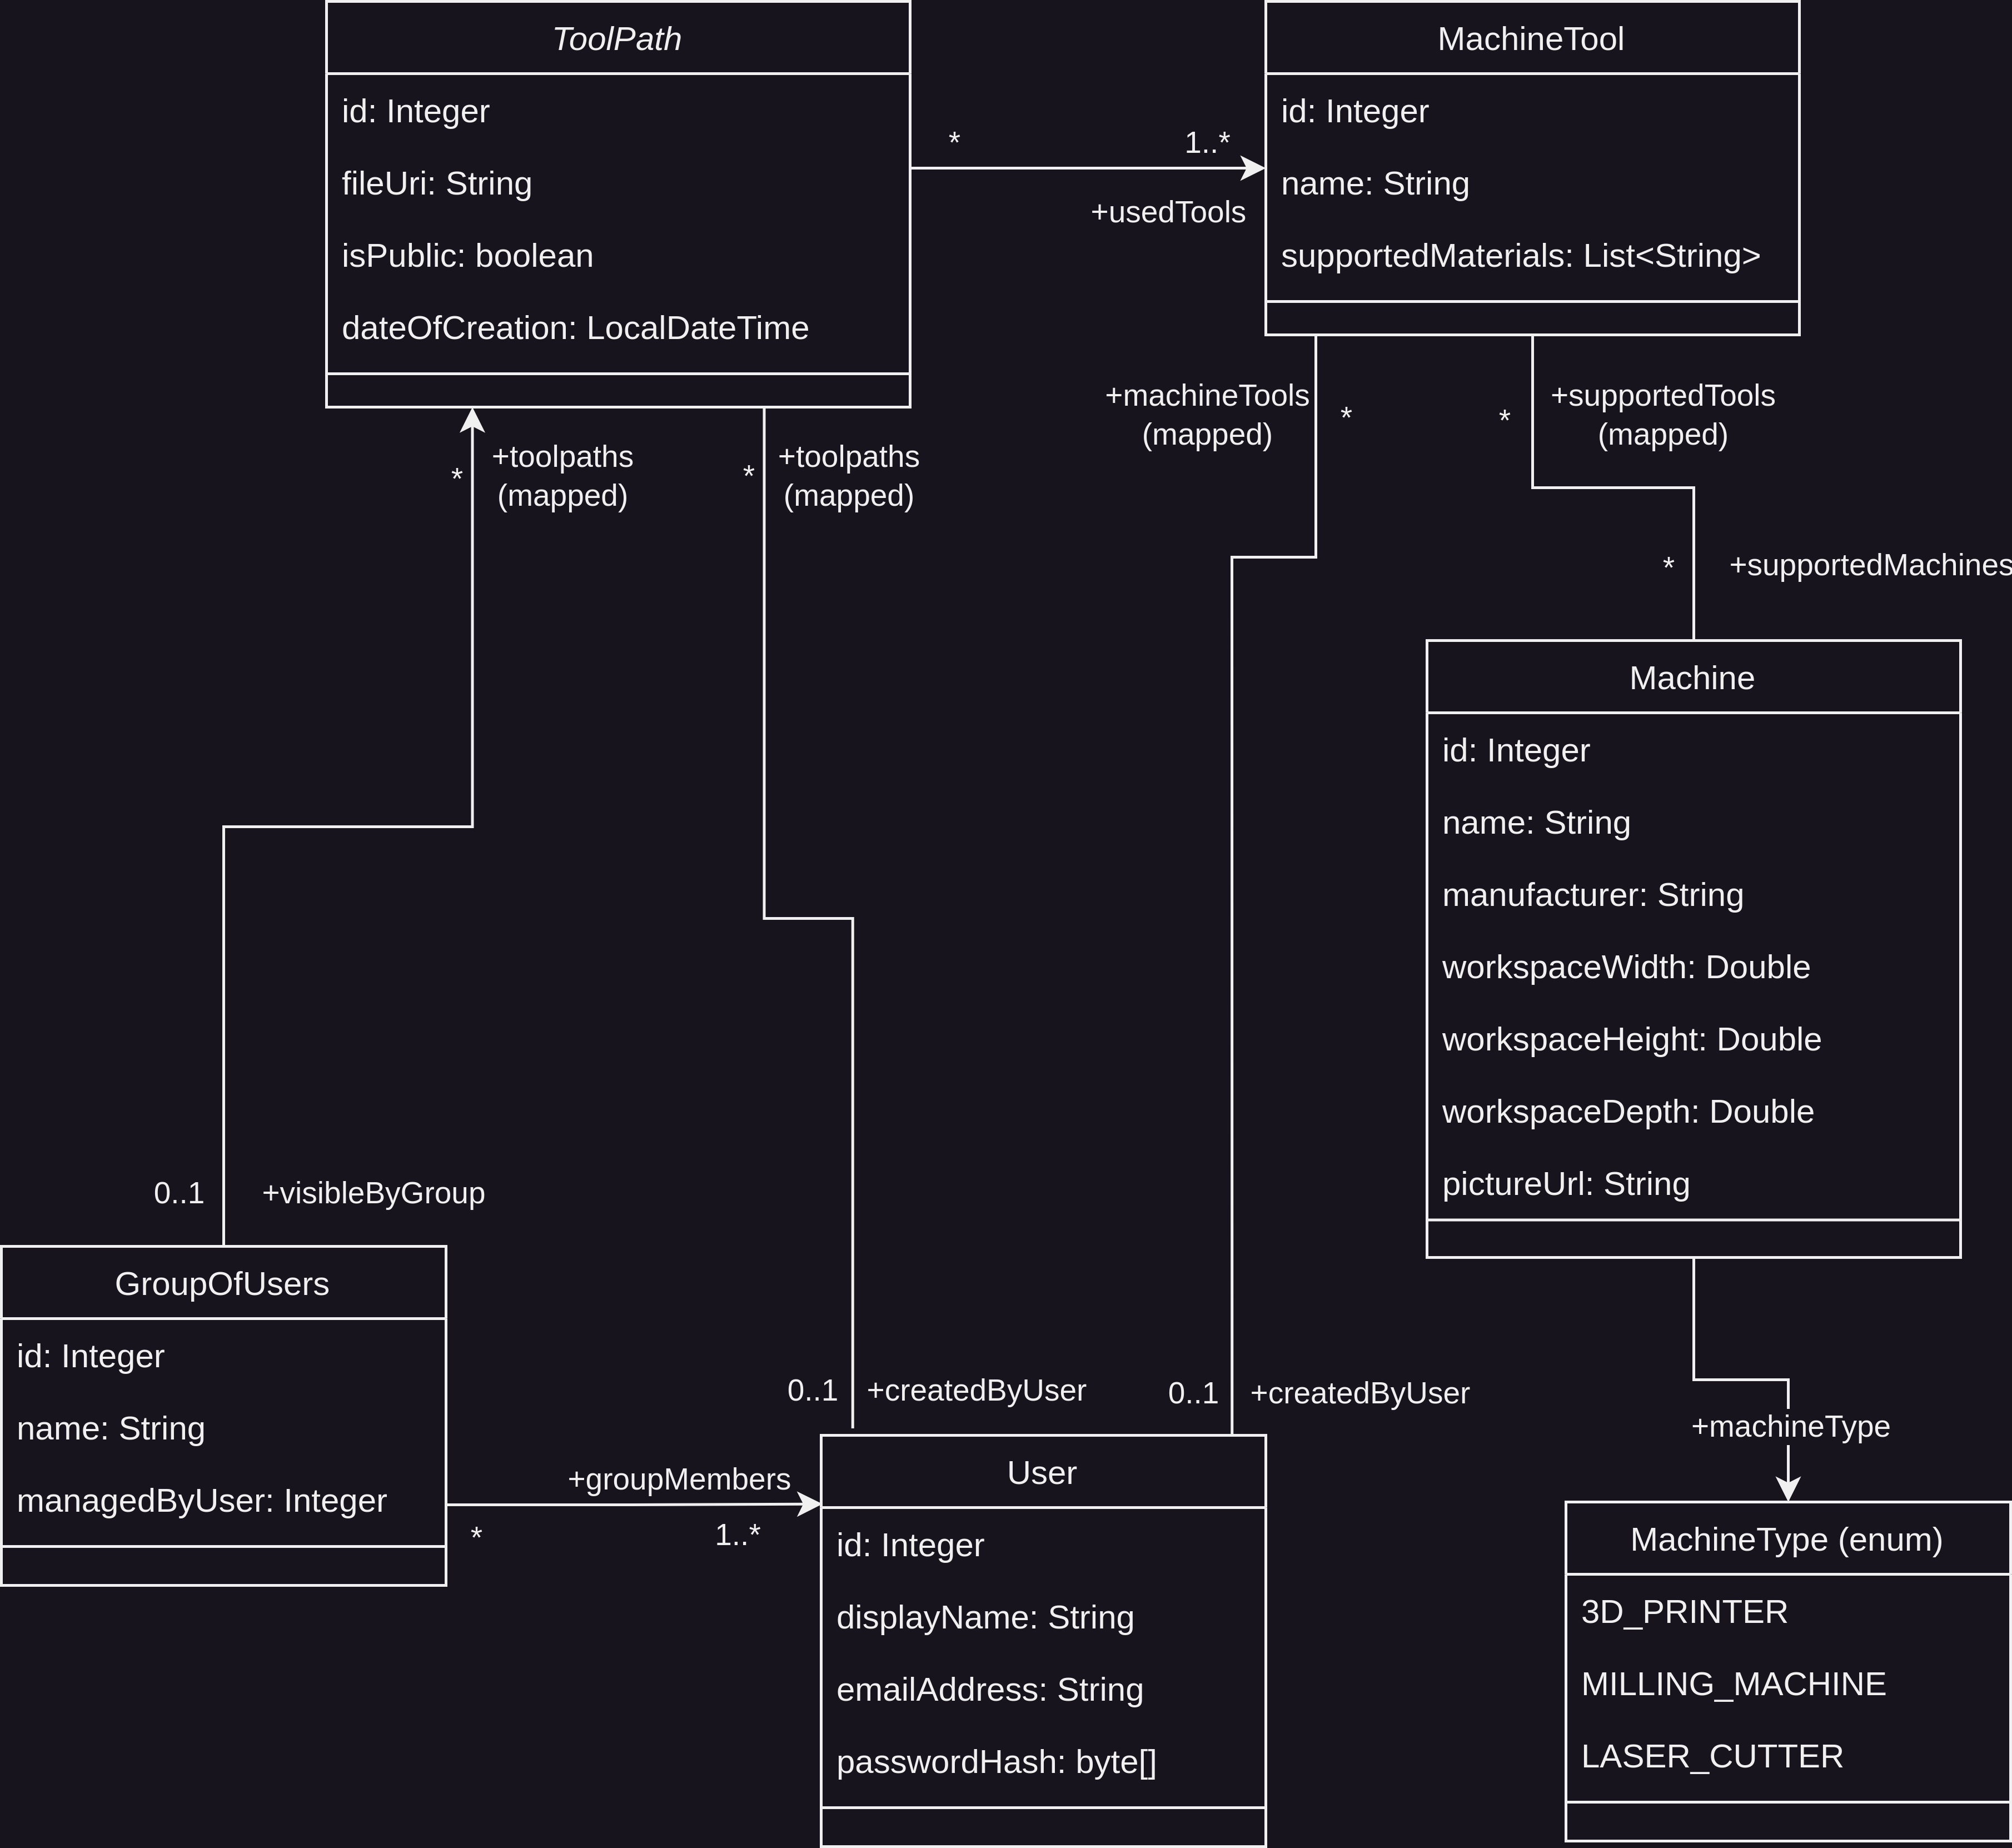 ToolPath
id: Integer
fileUri: String
isPublic: boolean
dateOfCreation: LocalDateTime
*
1..*
+usedTools
MachineTool
id: Integer
name: String
supportedMaterials: List<String>
*
+toolpaths
(mapped)
*
+toolpaths
(mapped)
+machineTools
(mapped)
*
*
+supportedTools
(mapped)
*
+supportedMachines
Machine
id: Integer
name: String
manufacturer: String
workspaceWidth: Double
workspaceHeight: Double
workspaceDepth: Double
pictureUrl: String
0..1
+visibleByGroup
GroupOfUsers
id: Integer
name: String
managedByUser: Integer
0..1
+createdByUser
0..1
+createdByUser
+groupMembers
*
1..*
User
id: Integer
displayName: String
emailAddress: String
passwordHash: byte[]
+machineType
MachineType (enum)
3D_PRINTER
MILLING_MACHINE
LASER_CUTTER